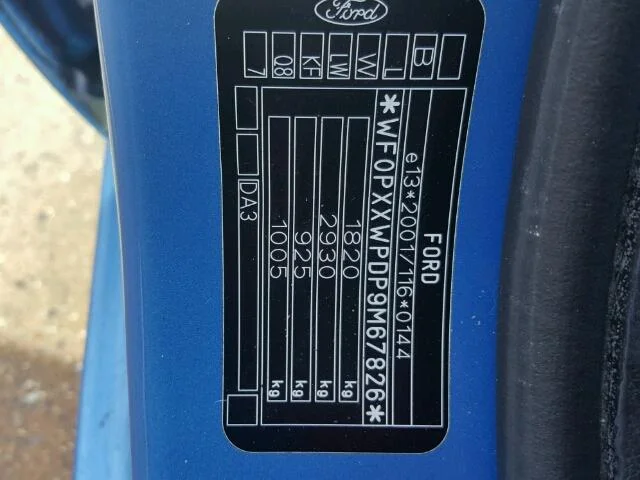 Ford
FORD
e13*2001/116*0144
*WF0PXXWPDP9M67826*
1820 kg
2930 kg
925 kg
1005 kg
DA3
B
1
W
LW
KF
Q8
7